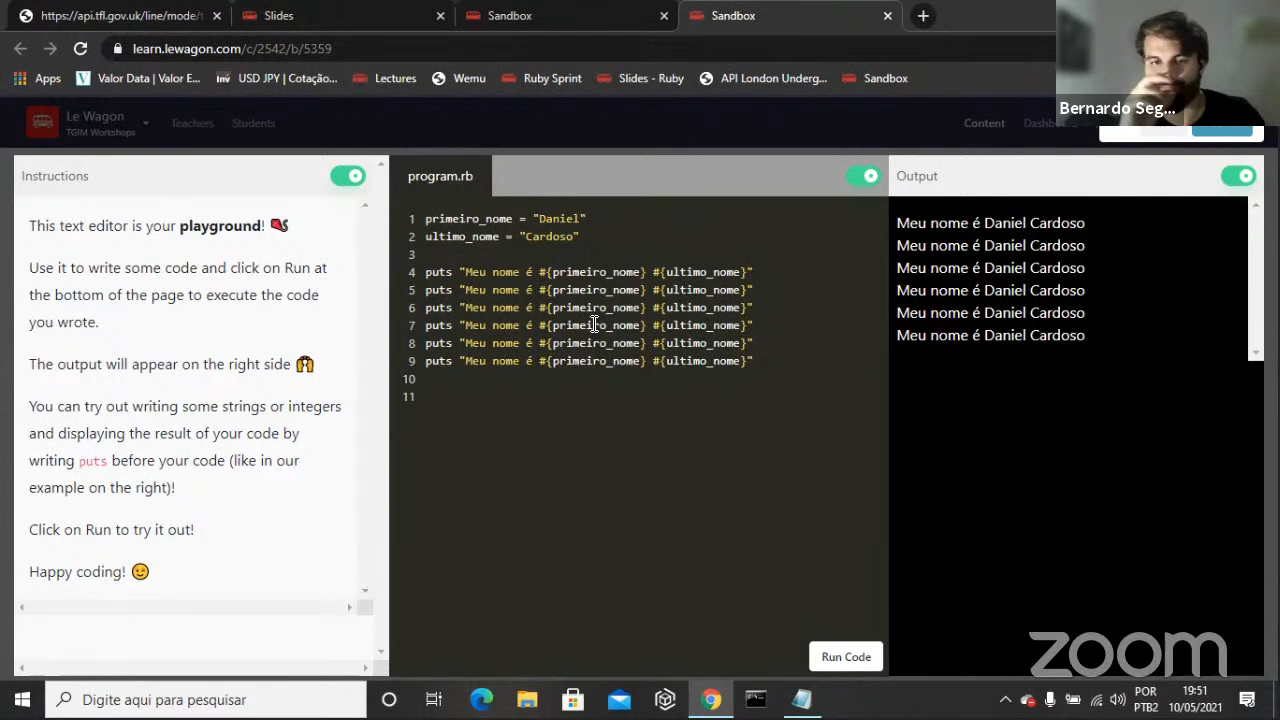 https://api.tfl.gov.uk/line/mode/t
Slides
Sandbox
Sandbox
learn.lewagon.com/c/2542/b/5359
Apps
Valor Data | Valor E...
USD JPY | Cotação...
Lectures
Wemu
Ruby Sprint
Slides - Ruby
API London Underg...
Sandbox
Bernardo Seg...
Le Wagon
TGIM Workshops
Teachers
Students
Content
Instructions
This text editor is your playground!
Use it to write some code and click on Run at
the bottom of the page to execute the code
you wrote.
The output will appear on the right side
You can try out writing some strings or integers
and displaying the result of your code by
writing puts before your code (like in our
example on the right)!
Click on Run to try it out!
Happy coding!
program.rb
1 primeiro_nome = "Daniel"
2 ultimo_nome = "Cardoso"
3
4 puts "Meu nome é #{primeiro_nome} #{ultimo_nome}"
5 puts "Meu nome é #{primeiro_nome} #{ultimo_nome}"
6 puts "Meu nome é #{primeiro_nome} #{ultimo_nome}"
7 puts "Meu nome é #{primeiro_nome} #{ultimo_nome}"
8 puts "Meu nome é #{primeiro_nome} #{ultimo_nome}"
9 puts "Meu nome é #{primeiro_nome} #{ultimo_nome}"
10
11
Run Code
Output
Meu nome é Daniel Cardoso
Meu nome é Daniel Cardoso
Meu nome é Daniel Cardoso
Meu nome é Daniel Cardoso
Meu nome é Daniel Cardoso
Meu nome é Daniel Cardoso
zoom
Digite aqui para pesquisar
POR
PTB2
19:51
10/05/2021